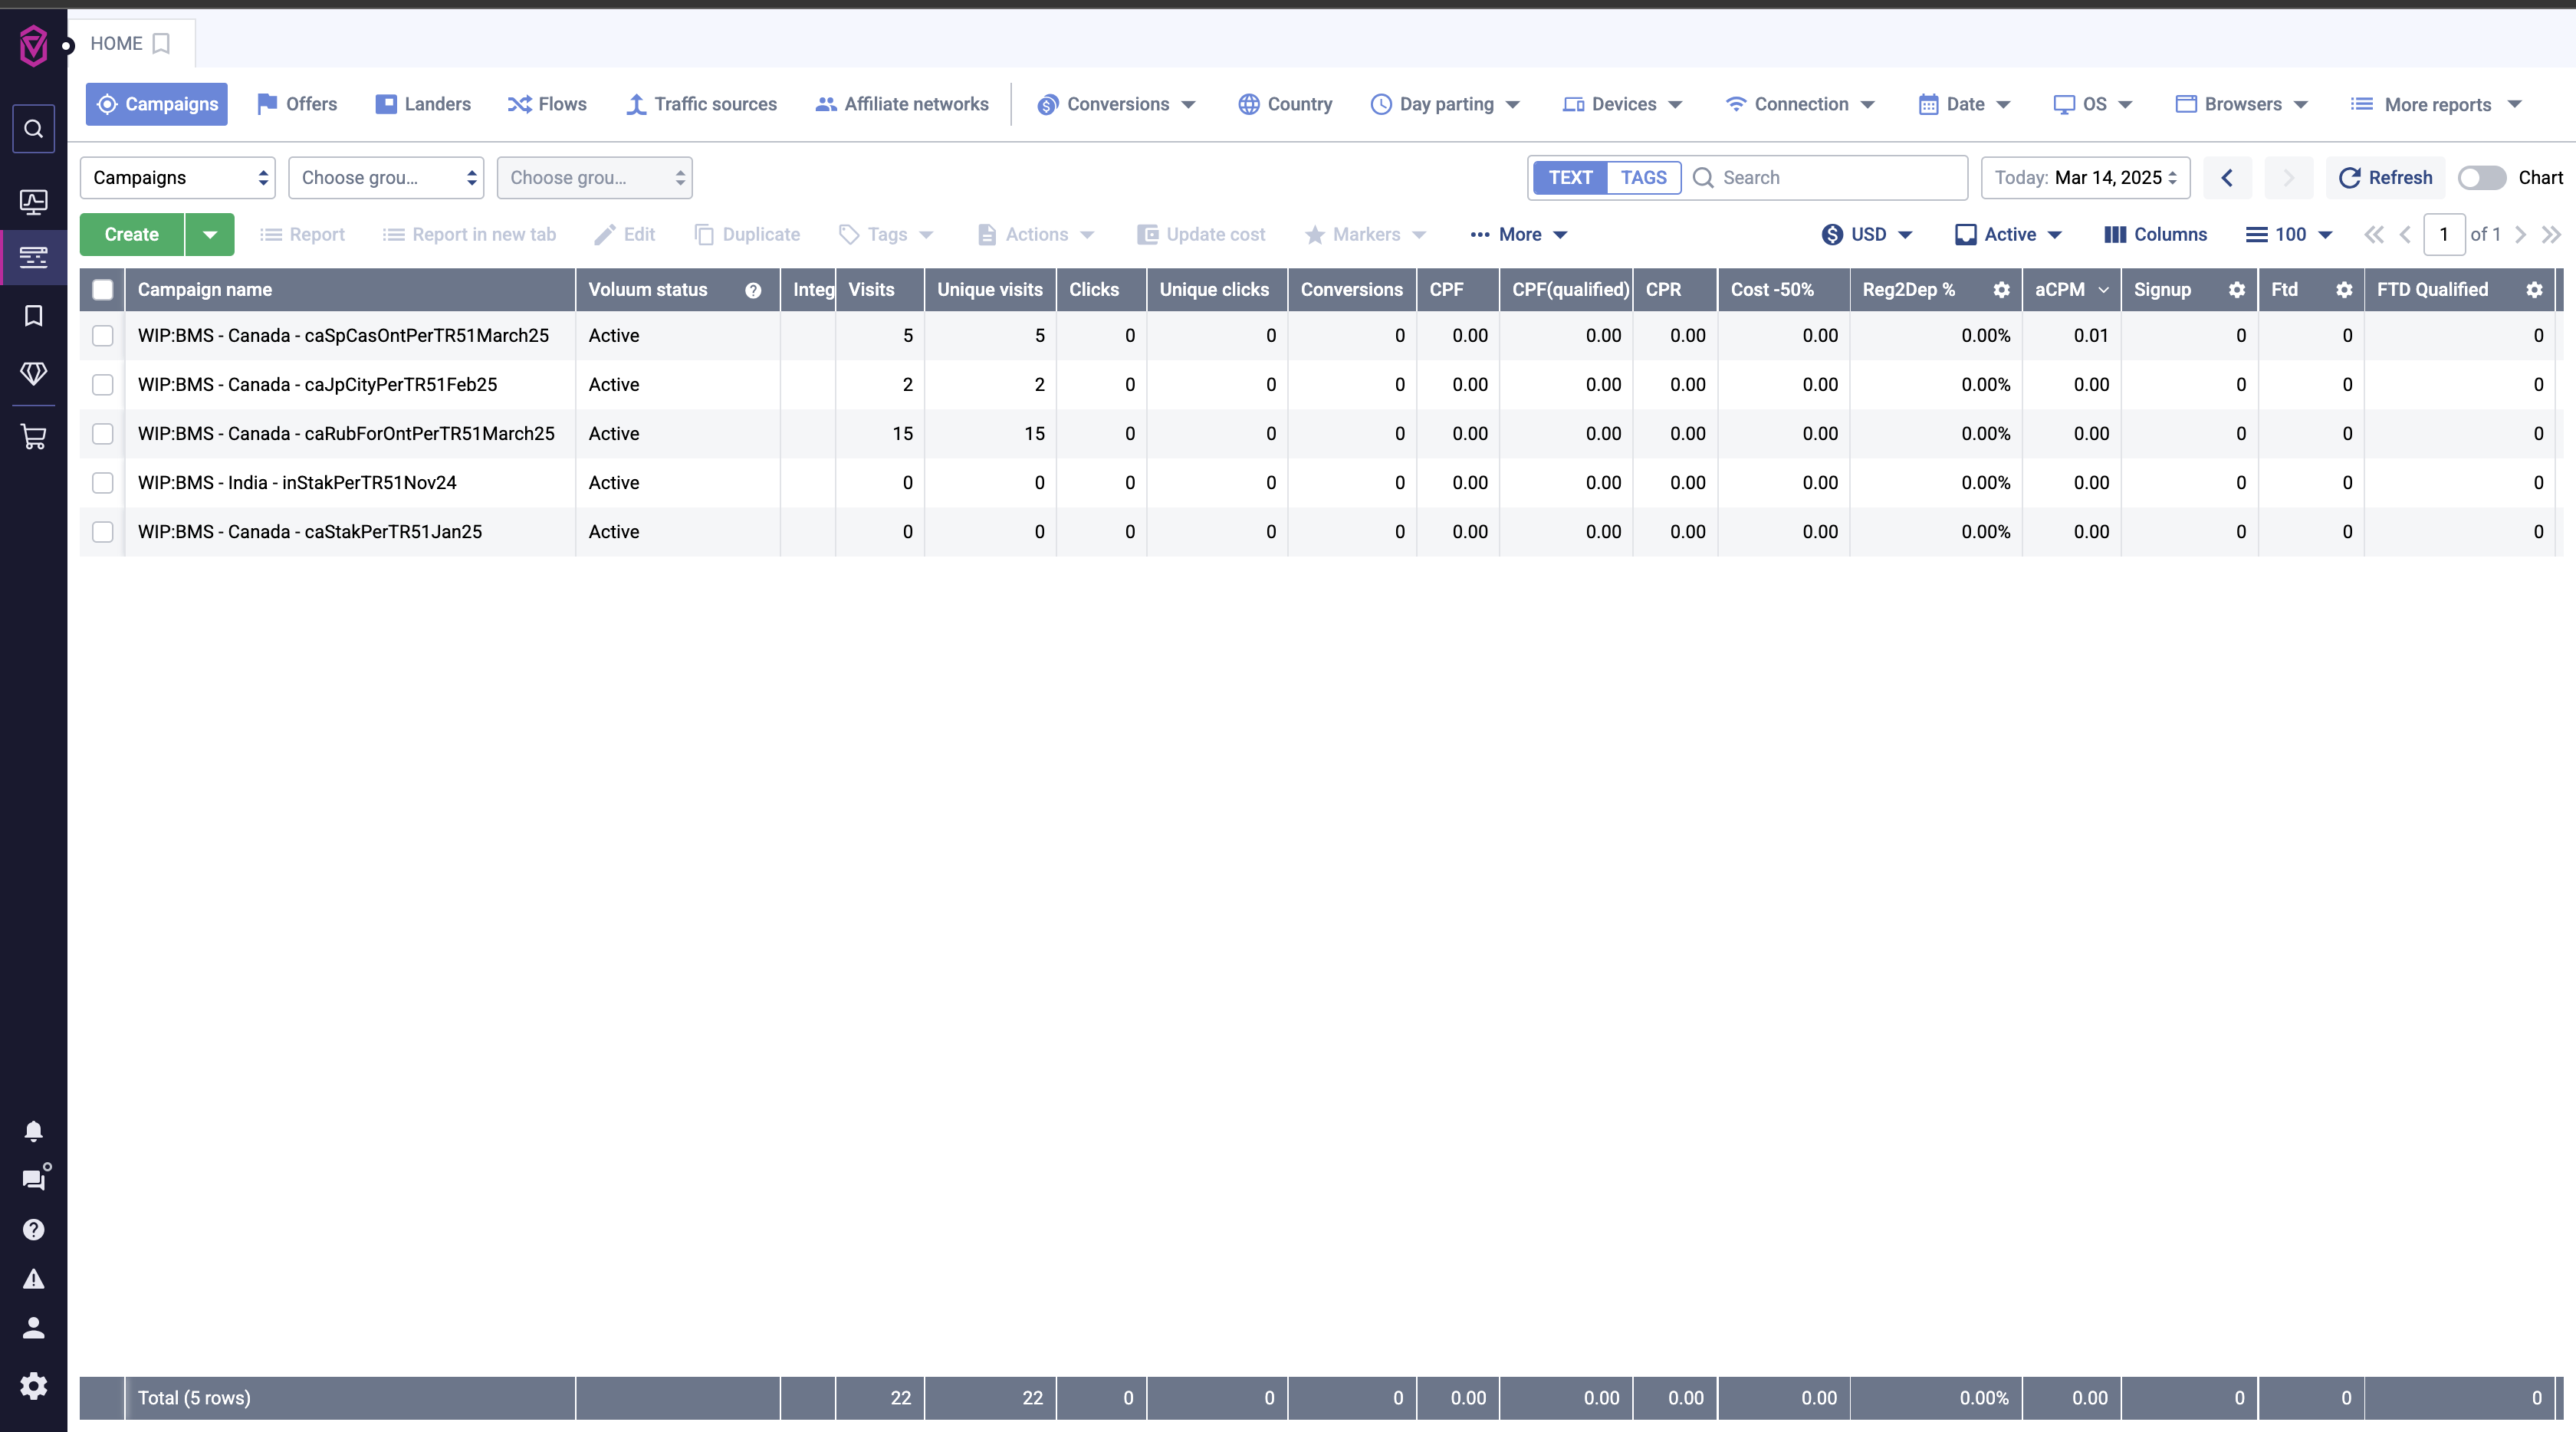 HOME
Campaigns Offers Landers Flows Traffic sources Affiliate networks Conversions Country Day parting Devices Connection Date OS Browsers More reports
Campaigns Choose grou... Choose grou... TEXT TAGS Search Today: Mar 14, 2025 Refresh Chart
Create Report Report in new tab Edit Duplicate Tags Actions Update cost Markers More USD Active Columns 100 1 of 1
Campaign name Voluum status Integ Visits Unique visits Clicks Unique clicks Conversions CPF CPF(qualified) CPR Cost -50% Reg2Dep % aCPM Signup Ftd FTD Qualified
WIP:BMS - Canada - caSpCasOntPerTR51March25 Active 5 5 0 0 0 0.00 0.00 0.00 0.00 0.00% 0.01 0 0 0
WIP:BMS - Canada - caJpCityPerTR51Feb25 Active 2 2 0 0 0 0.00 0.00 0.00 0.00 0.00% 0.00 0 0 0
WIP:BMS - Canada - caRubForOntPerTR51March25 Active 15 15 0 0 0 0.00 0.00 0.00 0.00 0.00% 0.00 0 0 0
WIP:BMS - India - inStakPerTR51Nov24 Active 0 0 0 0 0 0.00 0.00 0.00 0.00 0.00% 0.00 0 0 0
WIP:BMS - Canada - caStakPerTR51Jan25 Active 0 0 0 0 0 0.00 0.00 0.00 0.00 0.00% 0.00 0 0 0
Total (5 rows) 22 22 0 0 0 0.00 0.00 0.00 0.00 0.00% 0.00 0 0 0